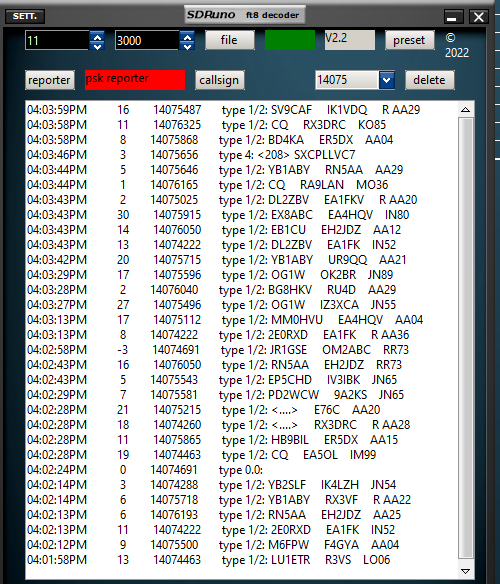 SETT. SDRuno ft8 decoder
11 3000 file V2.2 preset © 2022
reporter psk reporter callsign 14075 delete
04:03:59PM 16 14075487 type 1/2: SV9CAF IK1VDQ R AA29
04:03:58PM 11 14076325 type 1/2: CQ RX3DRC KO85
04:03:58PM 8 14075868 type 1/2: BD4KA ER5DX AA04
04:03:46PM 3 14075656 type 4: <208> SXCPLLVC7
04:03:44PM 5 14075646 type 1/2: YB1ABY RN5AA AA29
04:03:44PM 1 14076165 type 1/2: CQ RA9LAN MO36
04:03:43PM 2 14075025 type 1/2: DL2ZBV EA1FKV R AA20
04:03:43PM 30 14075915 type 1/2: EX8ABC EA4HQV IN80
04:03:43PM 14 14076050 type 1/2: EB1CU EH2JDZ AA12
04:03:43PM 13 14074222 type 1/2: DL2ZBV EA1FK IN52
04:03:42PM 20 14075715 type 1/2: YB1ABY UR9QQ AA21
04:03:29PM 17 14075596 type 1/2: OG1W OK2BR JN89
04:03:28PM 2 14076040 type 1/2: BG8HKV RU4D AA29
04:03:27PM 27 14075496 type 1/2: OG1W IZ3XCA JN55
04:03:13PM 17 14075112 type 1/2: MM0HVU EA4HQV AA04
04:03:13PM 8 14074222 type 1/2: 2E0RXD EA1FK R AA36
04:02:58PM -3 14074691 type 1/2: JR1GSE OM2ABC RR73
04:02:43PM 16 14076050 type 1/2: RN5AA EH2JDZ RR73
04:02:43PM 5 14075543 type 1/2: EP5CHD IV3IBK JN65
04:02:29PM 7 14075581 type 1/2: PD2WCW 9A2KS JN65
04:02:28PM 21 14075215 type 1/2: <....> E76C AA20
04:02:28PM 18 14074260 type 1/2: <....> RX3DRC R AA28
04:02:28PM 11 14075865 type 1/2: HB9BIL ER5DX AA15
04:02:28PM 19 14074463 type 1/2: CQ EA5OL IM99
04:02:24PM 0 14074691 type 0.0:
04:02:14PM 3 14074288 type 1/2: YB2SLF IK4LZH JN54
04:02:14PM 6 14075718 type 1/2: YB1ABY RX3VF R AA22
04:02:13PM 6 14076193 type 1/2: RN5AA EH2JDZ AA25
04:02:13PM 11 14074222 type 1/2: 2E0RXD EA1FK IN52
04:02:12PM 9 14075500 type 1/2: M6FPW F4GYA AA04
04:01:58PM 13 14074463 type 1/2: LU1ETR R3VS LO06